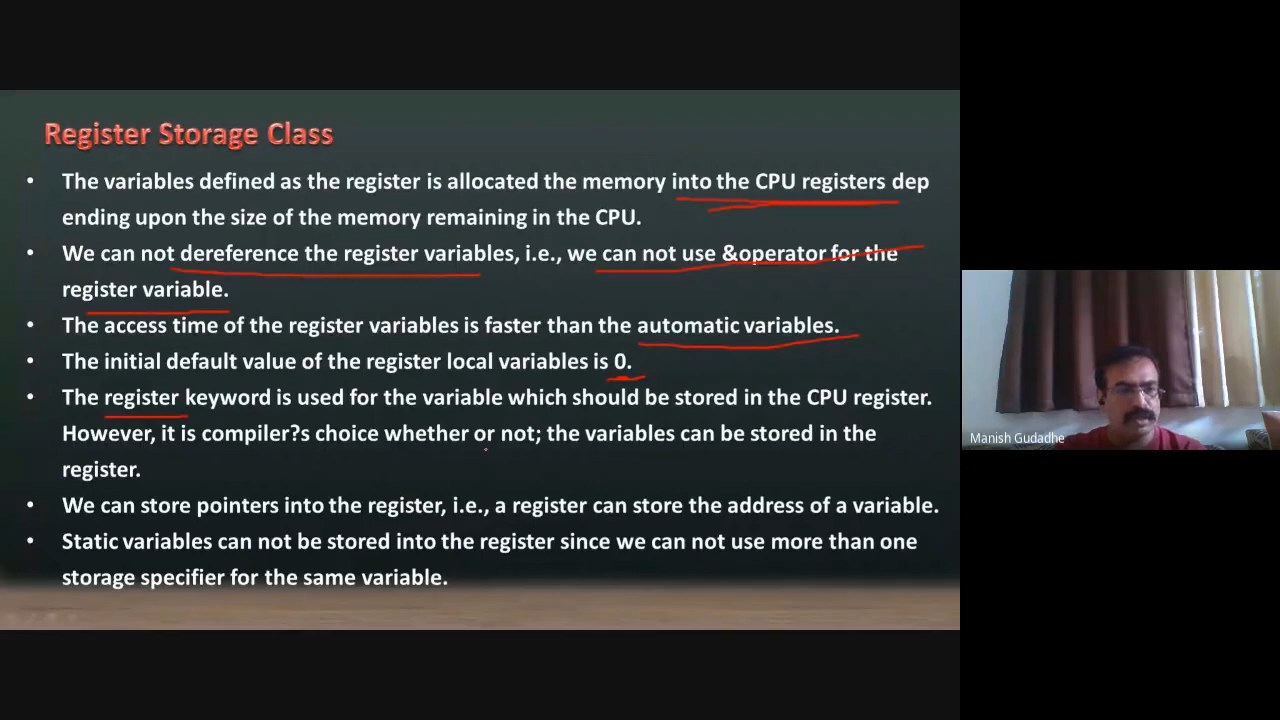 Register Storage Class
• The variables defined as the register is allocated the memory into the CPU registers dep
ending upon the size of the memory remaining in the CPU.
• We can not dereference the register variables, i.e., we can not use &operator for the
register variable.
• The access time of the register variables is faster than the automatic variables.
• The initial default value of the register local variables is 0.
• The register keyword is used for the variable which should be stored in the CPU register.
However, it is compiler?s choice whether or not; the variables can be stored in the
register.
• We can store pointers into the register, i.e., a register can store the address of a variable.
• Static variables can not be stored into the register since we can not use more than one
storage specifier for the same variable.
Manish Gudadhe